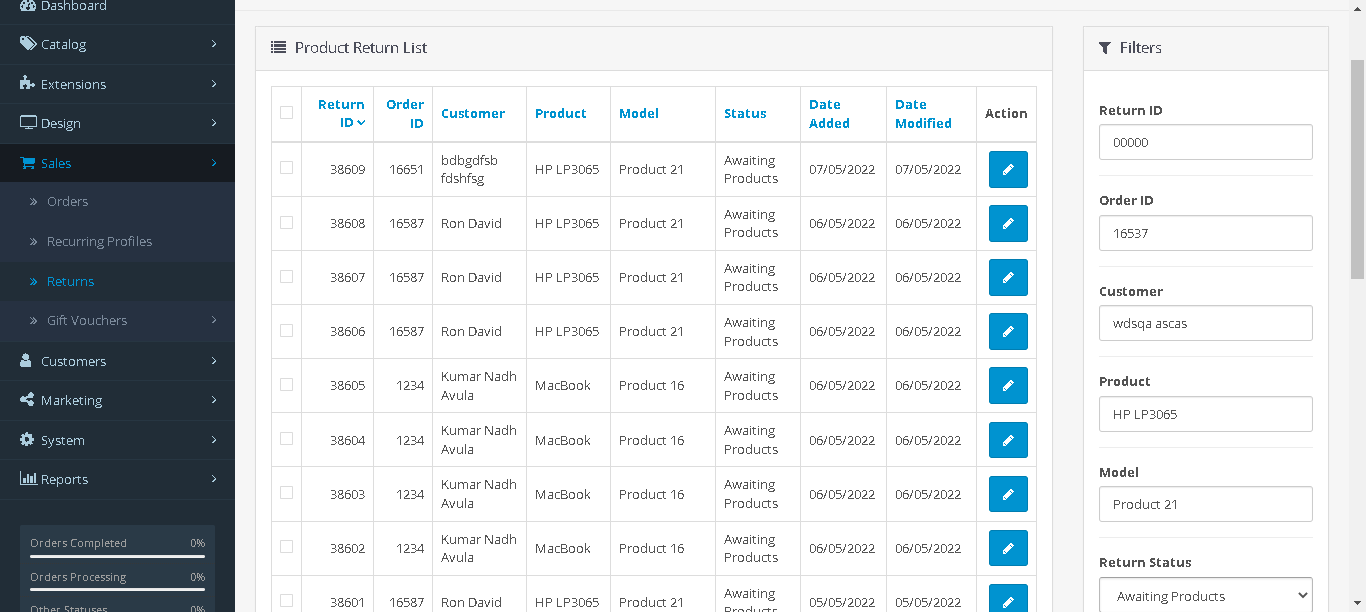 Dashboard
Catalog
Extensions
Design
Sales
Orders
Recurring Profiles
Returns
Gift Vouchers
Customers
Marketing
System
Reports
Orders Completed 0%
Orders Processing 0%
Other Statuses 0%
Product Return List
Return ID Order ID Customer Product Model Status Date Added Date Modified Action
38609 16651 bdbgdfsb fdshfsg HP LP3065 Product 21 Awaiting Products 07/05/2022 07/05/2022
38608 16587 Ron David HP LP3065 Product 21 Awaiting Products 06/05/2022 06/05/2022
38607 16587 Ron David HP LP3065 Product 21 Awaiting Products 06/05/2022 06/05/2022
38606 16587 Ron David HP LP3065 Product 21 Awaiting Products 06/05/2022 06/05/2022
38605 1234 Kumar Nadh Avula MacBook Product 16 Awaiting Products 06/05/2022 06/05/2022
38604 1234 Kumar Nadh Avula MacBook Product 16 Awaiting Products 06/05/2022 06/05/2022
38603 1234 Kumar Nadh Avula MacBook Product 16 Awaiting Products 06/05/2022 06/05/2022
38602 1234 Kumar Nadh Avula MacBook Product 16 Awaiting Products 06/05/2022 06/05/2022
38601 16587 Ron David HP LP3065 Product 21 Awaiting Products 05/05/2022 05/05/2022
Filters
Return ID
00000
Order ID
16537
Customer
wdsqa ascas
Product
HP LP3065
Model
Product 21
Return Status
Awaiting Products